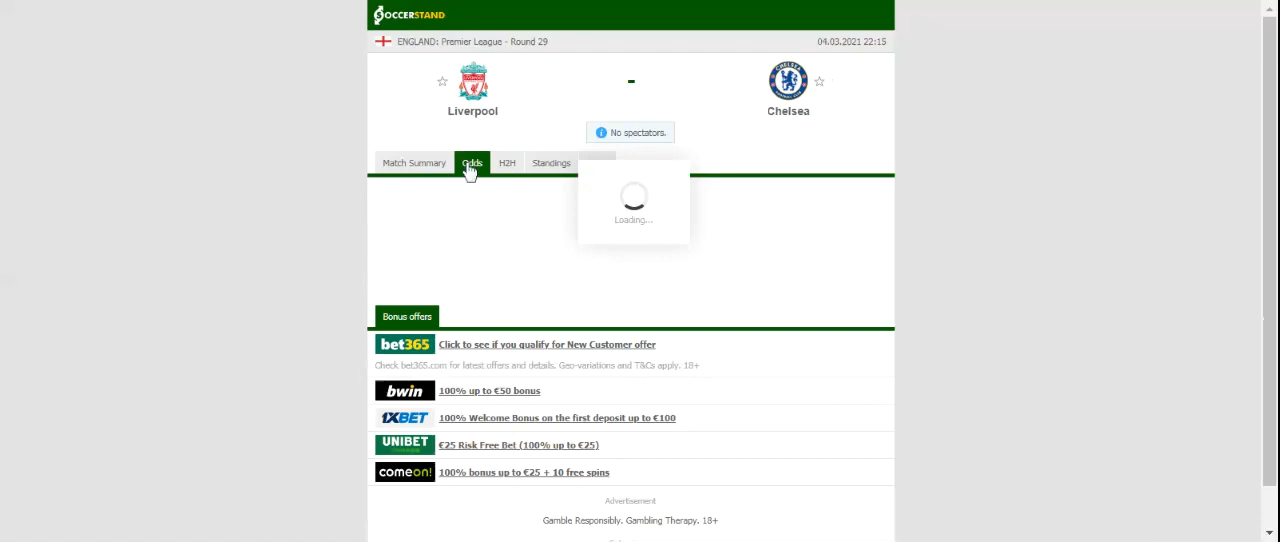 SOCCERSTAND
ENGLAND: Premier League - Round 29 04.03.2021 22:15
-
Liverpool Chelsea
No spectators.
Match Summary Odds H2H Standings
Loading...
Bonus offers
bet365 Click to see if you qualify for New Customer offer
Check bet365.com for latest offers and details. Geo-variations and T&Cs apply. 18+
bwin 100% up to €50 bonus
1XBET 100% Welcome Bonus on the first deposit up to €100
UNIBET €25 Risk Free Bet (100% up to €25)
comeon! 100% bonus up to €25 + 10 free spins
Advertisement
Gamble Responsibly. Gambling Therapy. 18+